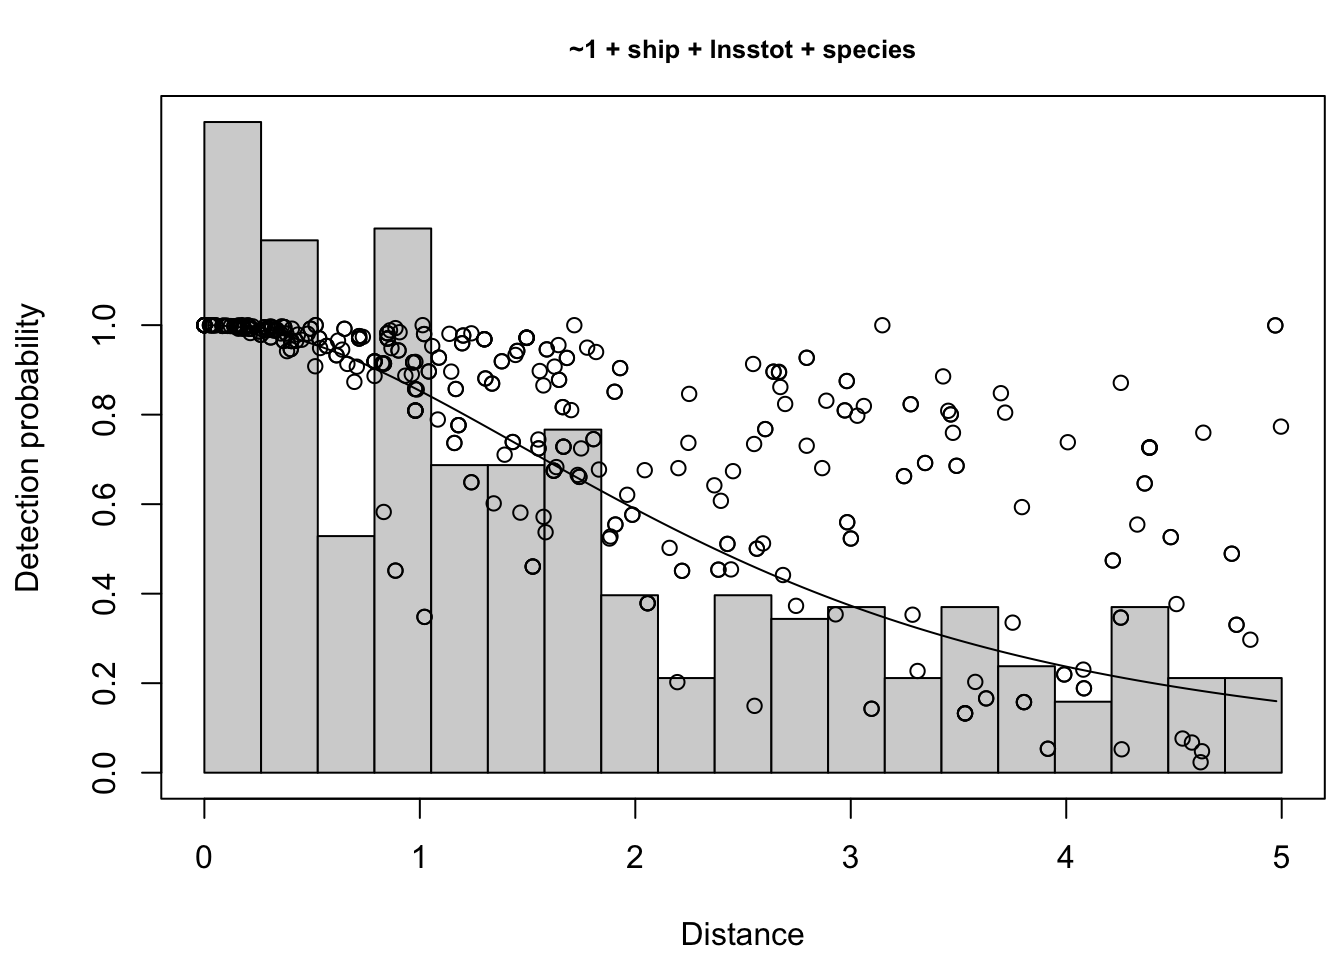 ~1 + ship + lnsstot + species
Detection probability
1.0
0.8
0.6
0.4
0.2
0.0
0 1 2 3 4 5
Distance